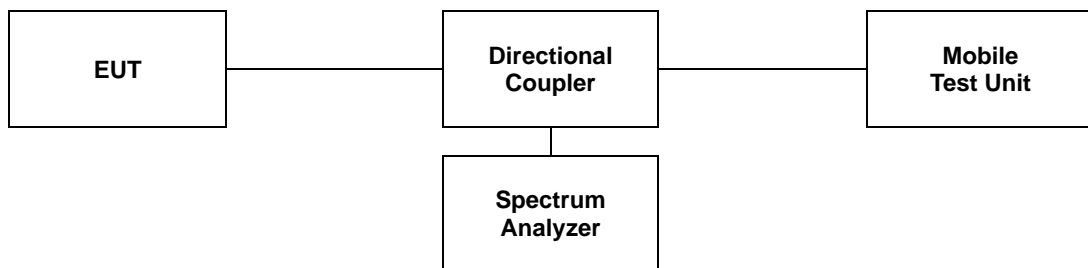 EUT
Directional
Coupler
Mobile
Test Unit
Spectrum
Analyzer